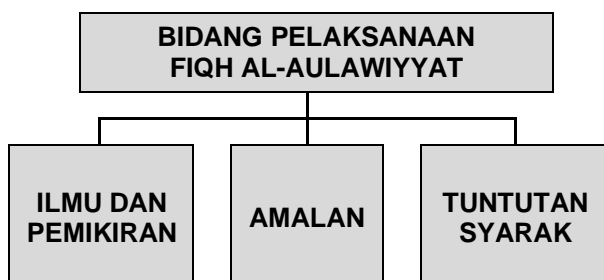 BIDANG PELAKSANAAN
FIQH AL-AULAWIYYAT
ILMU DAN
PEMIKIRAN
AMALAN
TUNTUTAN
SYARAK